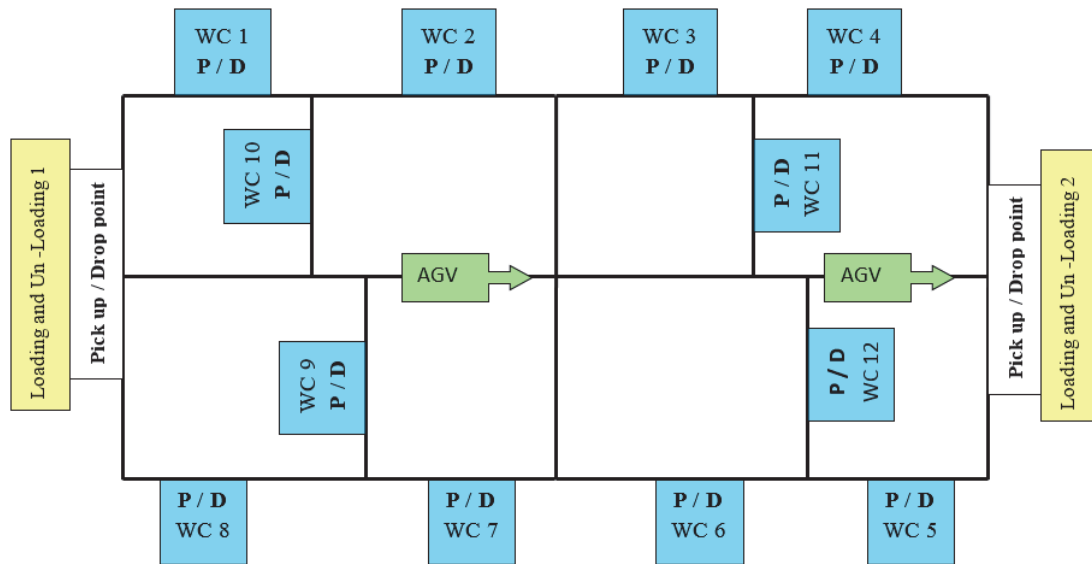 WC 1
P / D
WC 2
P / D
WC 3
P / D
WC 4
P / D
Loading and Un -Loading 1
Pick up / Drop point
WC 10
P / D
P / D
WC 11
Pick up / Drop point
Loading and Un -Loading 2
AGV
AGV
WC 9
P / D
P / D
WC 12
P / D
WC 8
P / D
WC 7
P / D
WC 6
P / D
WC 5